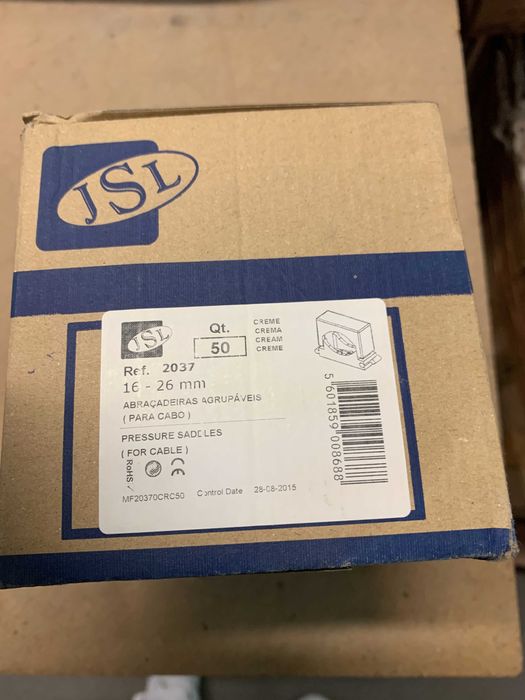 JSL
JSL
Qt.
50
CREME
CREMA
CREAM
CREME
Ref. 2037
16 - 26 mm
ABRAÇADEIRAS AGRUPÁVEIS
( PARA CABO )
PRESSURE SADDLES
( FOR CABLE )
RoHS✓
CE
MF20370CRC50 Control Date 28-08-2015
5 601859 008688